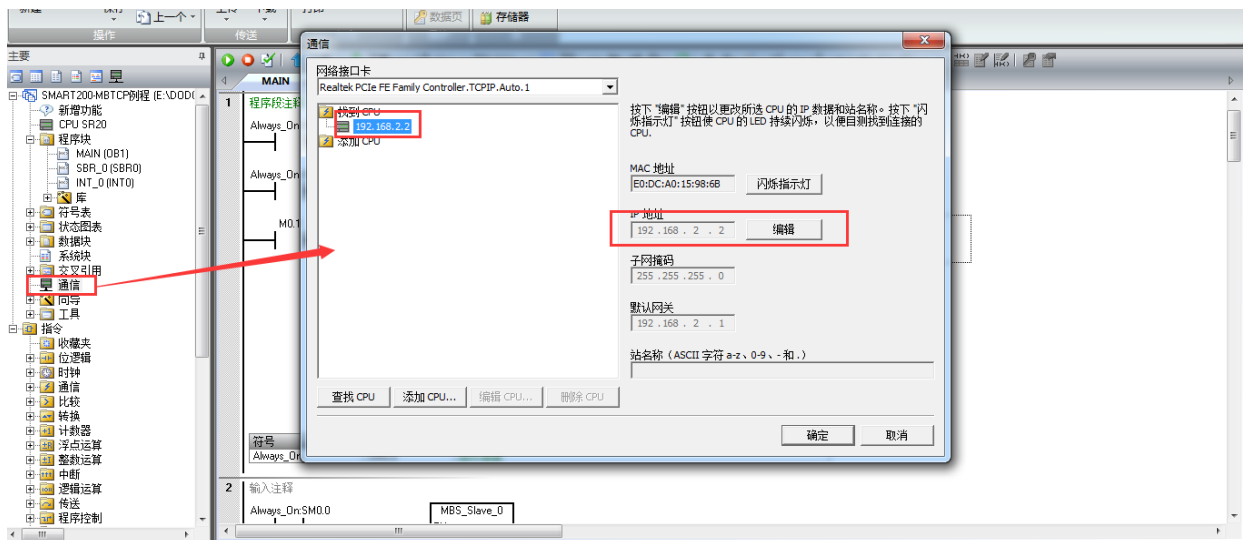 上一个
数据页
存储器
操作
传送
主要
SMART200-MBTCP例程 (E:\DOD(
新增功能
CPU SR20
程序块
MAIN (OB1)
SBR_0 (SBR0)
INT_0 (INT0)
库
符号表
状态图表
数据块
系统块
交叉引用
通信
向导
工具
指令
收藏夹
位逻辑
时钟
通信
比较
转换
计数器
浮点运算
整数运算
中断
逻辑运算
传送
程序控制
MAIN
1
程序段注释
Always_On
Always_On
M0.1
符号
Always_On
2
输入注释
Always_On:SM0.0
MBS_Slave_0
通信
网络接口卡
Realtek PCIe FE Family Controller.TCPIP.Auto.1
找到 CPU
192.168.2.2
添加 CPU
查找 CPU
添加 CPU...
编辑 CPU...
删除 CPU
按下 "编辑" 按钮以更改所选 CPU 的 IP 数据和站名称。按下 "闪
烁指示灯" 按钮使 CPU 的 LED 持续闪烁，以便目测找到连接的
CPU.
MAC 地址
E0:DC:A0:15:98:6B
闪烁指示灯
IP 地址
192 . 168 . 2 . 2
编辑
子网掩码
255 . 255 . 255 . 0
默认网关
192 . 168 . 2 . 1
站名称（ASCII 字符 a-z、0-9、- 和 .）
确定
取消